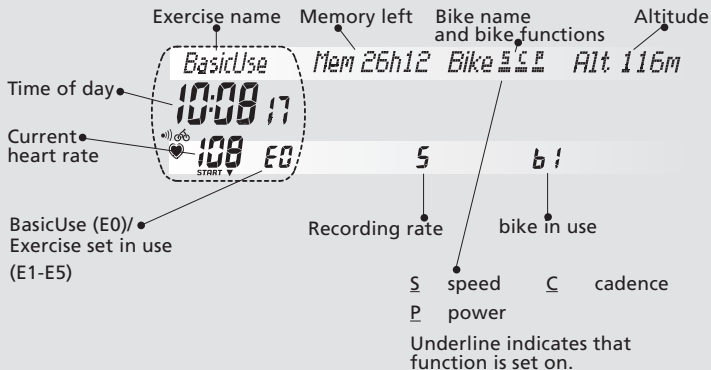 Exercise name Memory left Bike name and bike functions Altitude
BasicUse Mem 26h12 Bike S C P Alt 116m
Time of day
10:08 17
Current heart rate
108 E0 5 b1
START
BasicUse (E0)/
Exercise set in use
(E1-E5)
Recording rate
bike in use
S speed C cadence
P power
Underline indicates that
function is set on.